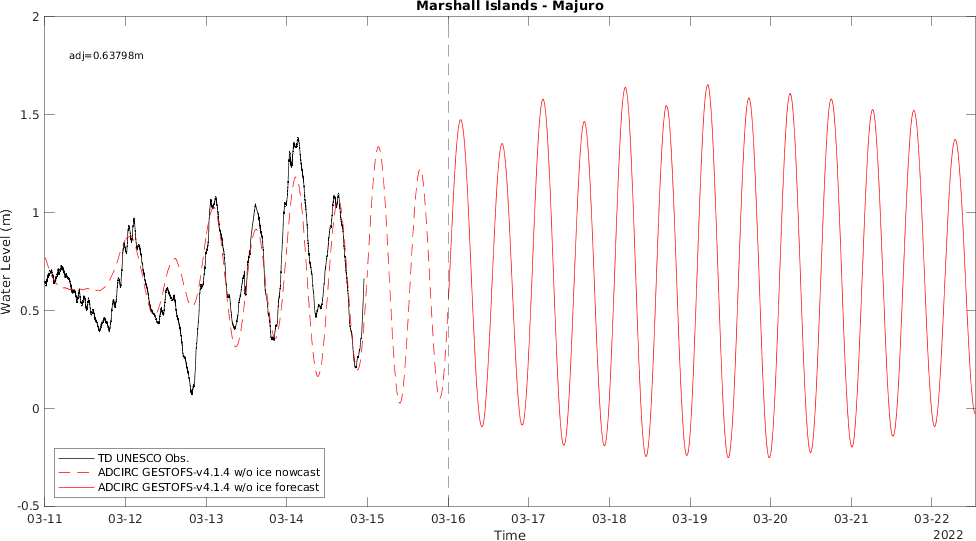 Marshall Islands - Majuro
2
adj=0.63798m
1.5
1
Water Level (m)
0.5
0
TD UNESCO Obs.
ADCIRC GESTOFS-v4.1.4 w/o ice nowcast
ADCIRC GESTOFS-v4.1.4 w/o ice forecast
-0.5
03-11 03-12 03-13 03-14 03-15 03-16 03-17 03-18 03-19 03-20 03-21 03-22
Time
2022